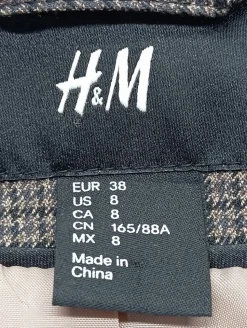 H&M
EUR 38
US 8
CA 8
CN 165/88A
MX 8
Made in
China